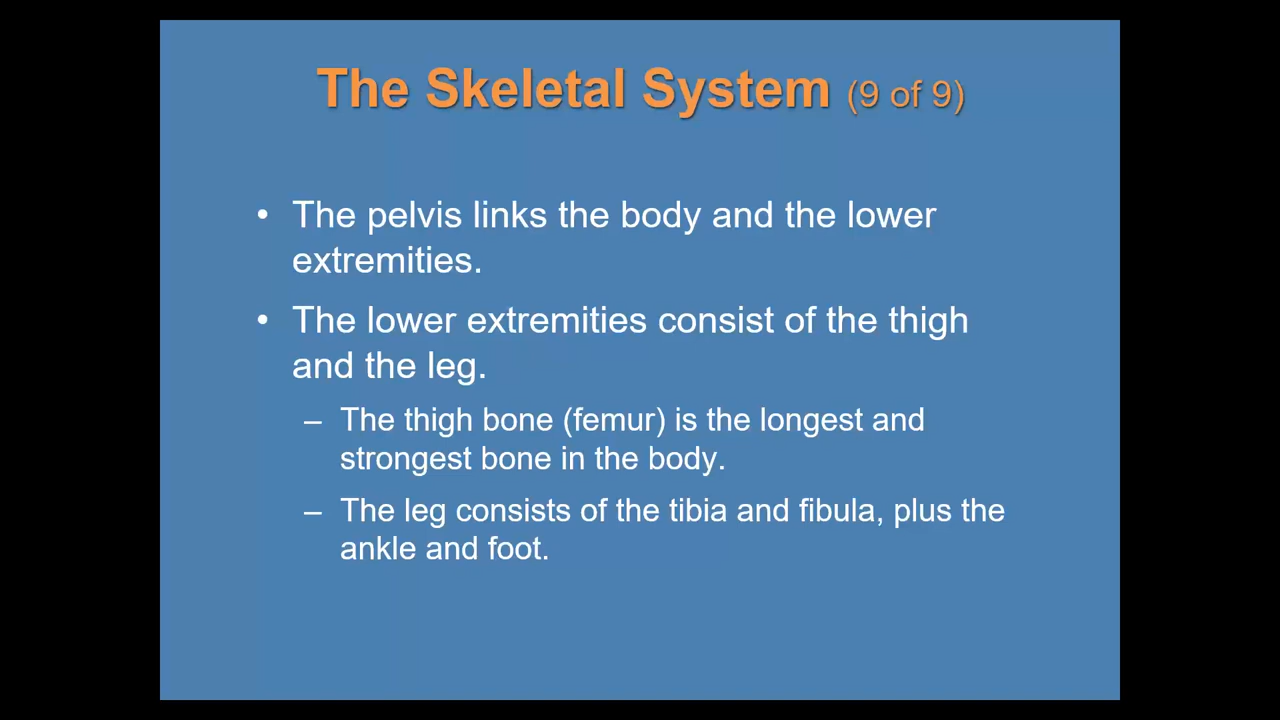 The Skeletal System (9 of 9)
• The pelvis links the body and the lower
extremities.
• The lower extremities consist of the thigh
and the leg.
– The thigh bone (femur) is the longest and
strongest bone in the body.
– The leg consists of the tibia and fibula, plus the
ankle and foot.